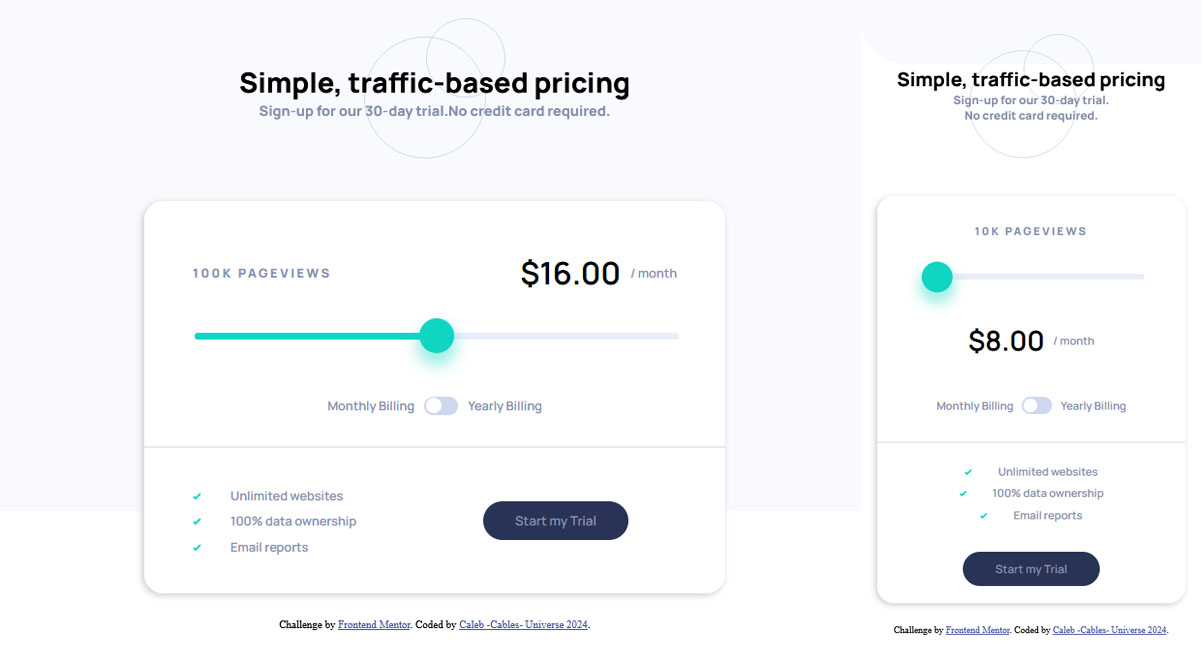 Simple, traffic-based pricing
Sign-up for our 30-day trial.No credit card required.
100K PAGEVIEWS
$16.00 / month
Monthly Billing Yearly Billing
Unlimited websites
100% data ownership
Email reports
Start my Trial
Challenge by Frontend Mentor. Coded by Caleb -Cables- Universe 2024.
Simple, traffic-based pricing
Sign-up for our 30-day trial.
No credit card required.
10K PAGEVIEWS
$8.00 / month
Monthly Billing Yearly Billing
Unlimited websites
100% data ownership
Email reports
Start my Trial
Challenge by Frontend Mentor. Coded by Caleb -Cables- Universe 2024.